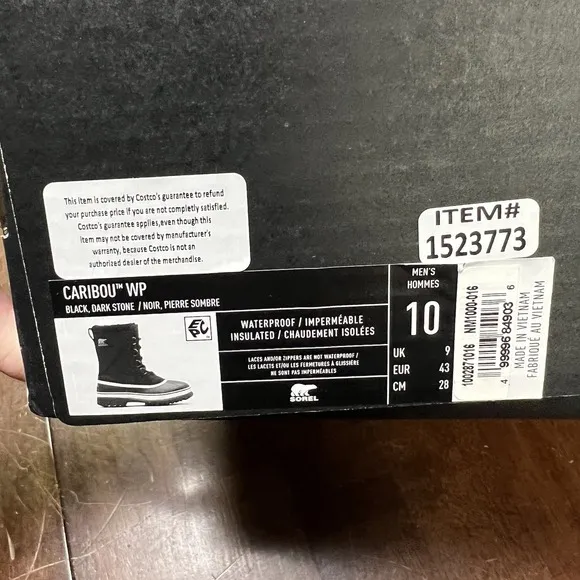 This item is covered by Costco's guarantee to refund
your purchase price if you are not completly satisfied.
Costco's guarantee applies,even though this
item may not be covered by manufacturer's
warranty, because Costco is not an
authorized dealer of the merchandise.
ITEM#
1523773
CARIBOU™ WP
BLACK, DARK STONE / NOIR, PIERRE SOMBRE
WATERPROOF / IMPERMÉABLE
INSULATED / CHAUDEMENT ISOLÉES
LACES AND/OR ZIPPERS ARE NOT WATERPROOF/
LES LACETS ET/OU LES FERMETURES À GLISSIÈRE
NE SONT PAS IMPERMÉABLES
SOREL
MEN'S
HOMMES
10
UK 9
EUR 43
CM 28
1002871016 NM1000-016
4 99996 84903 6
MADE IN VIETNAM
FABRIQUÉ AU VIETNAM